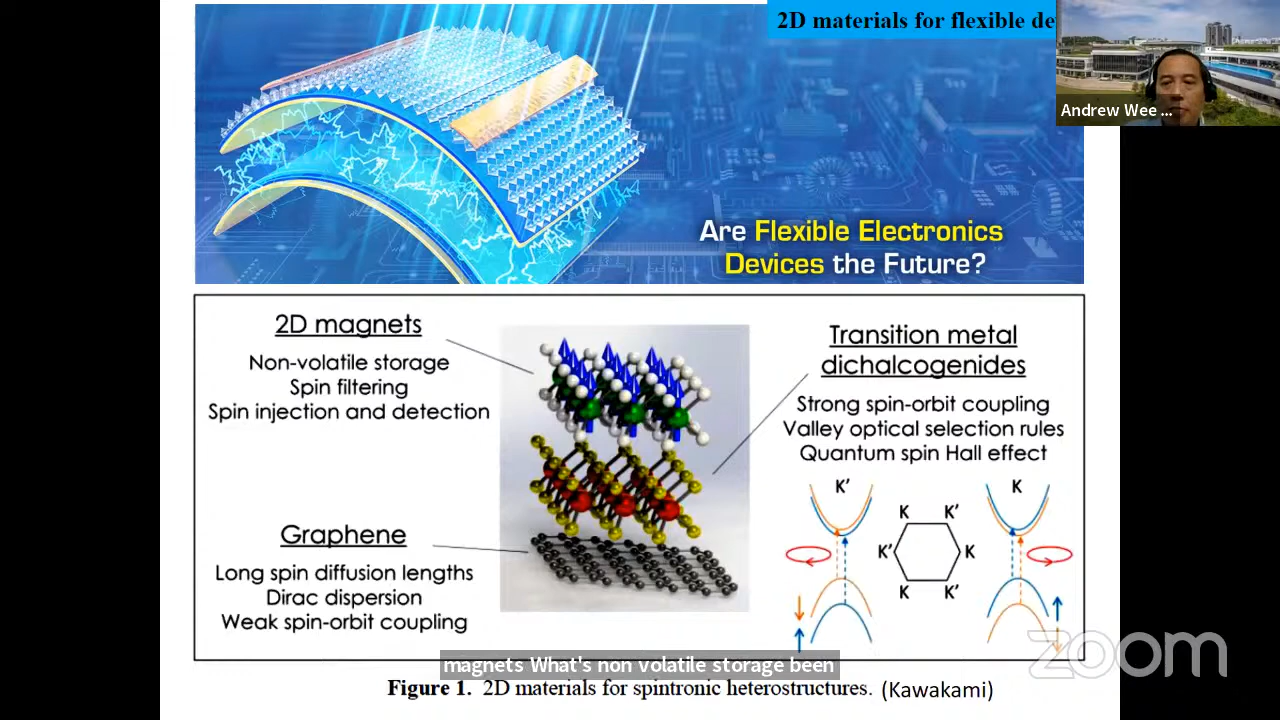 2D materials for flexible de
Andrew Wee ...
Are Flexible Electronics
Devices the Future?
2D magnets
Non-volatile storage
Spin filtering
Spin injection and detection
Graphene
Long spin diffusion lengths
Dirac dispersion
Weak spin-orbit coupling
Transition metal
dichalcogenides
Strong spin-orbit coupling
Valley optical selection rules
Quantum spin Hall effect
K'
K
K K'
K' K
K K'
zoom
magnets What's non volatile storage been
Figure 1. 2D materials for spintronic heterostructures. (Kawakami)